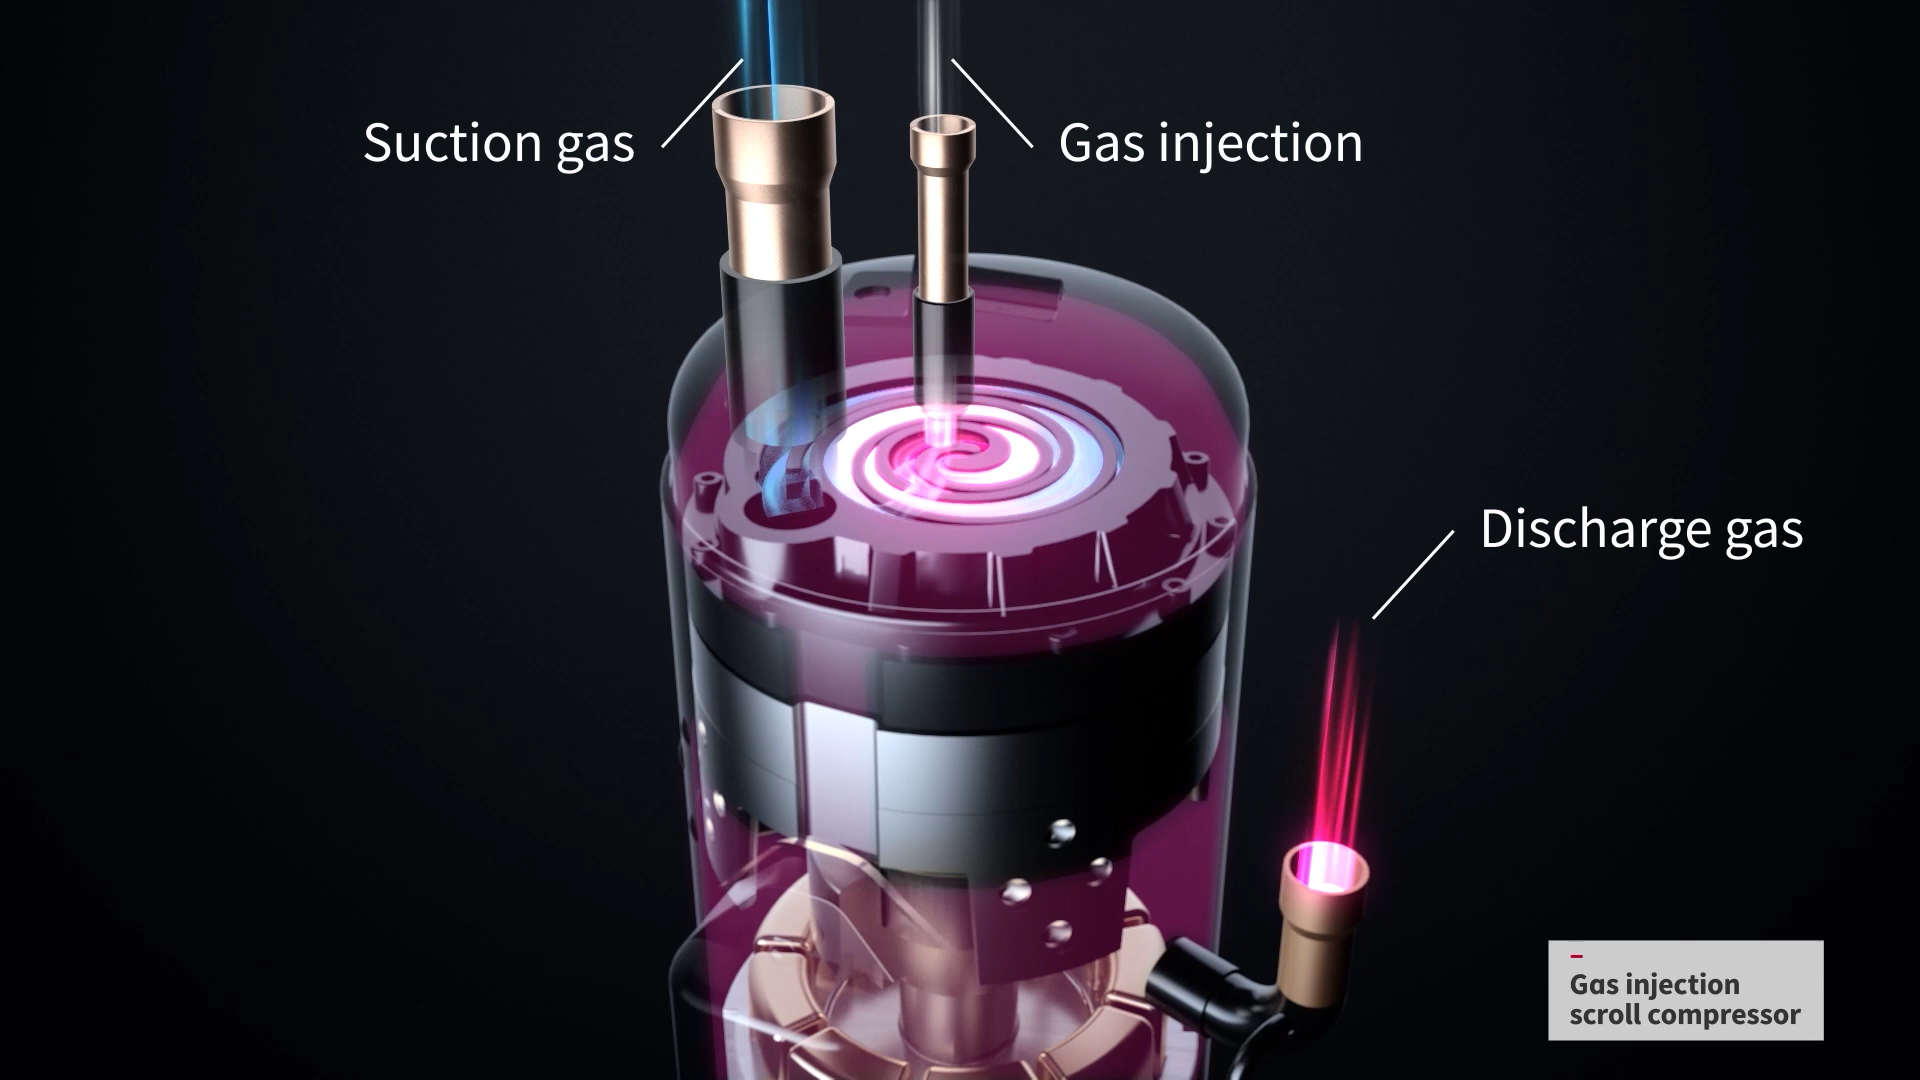 Suction gas
Gas injection
Discharge gas
Gas injection
scroll compressor